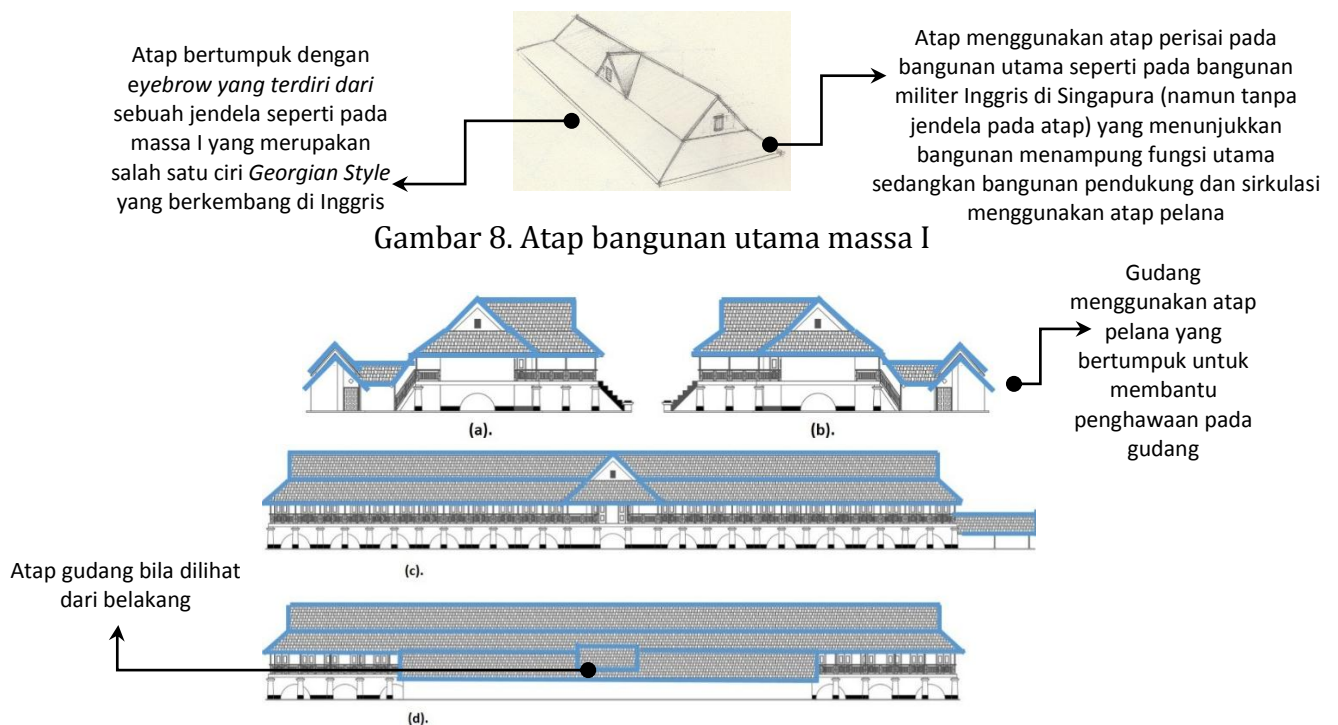 Atap bertumpuk dengan
eyebrow yang terdiri dari
sebuah jendela seperti pada
massa I yang merupakan
salah satu ciri Georgian Style
yang berkembang di Inggris
Atap menggunakan atap perisai pada
bangunan utama seperti pada bangunan
militer Inggris di Singapura (namun tanpa
jendela pada atap) yang menunjukkan
bangunan menampung fungsi utama
sedangkan bangunan pendukung dan sirkulasi
menggunakan atap pelana
Gambar 8. Atap bangunan utama massa I
Gudang
menggunakan atap
pelana yang
bertumpuk untuk
membantu
penghawaan pada
gudang
(a).
(b).
(c).
Atap gudang bila dilihat
dari belakang
(d).